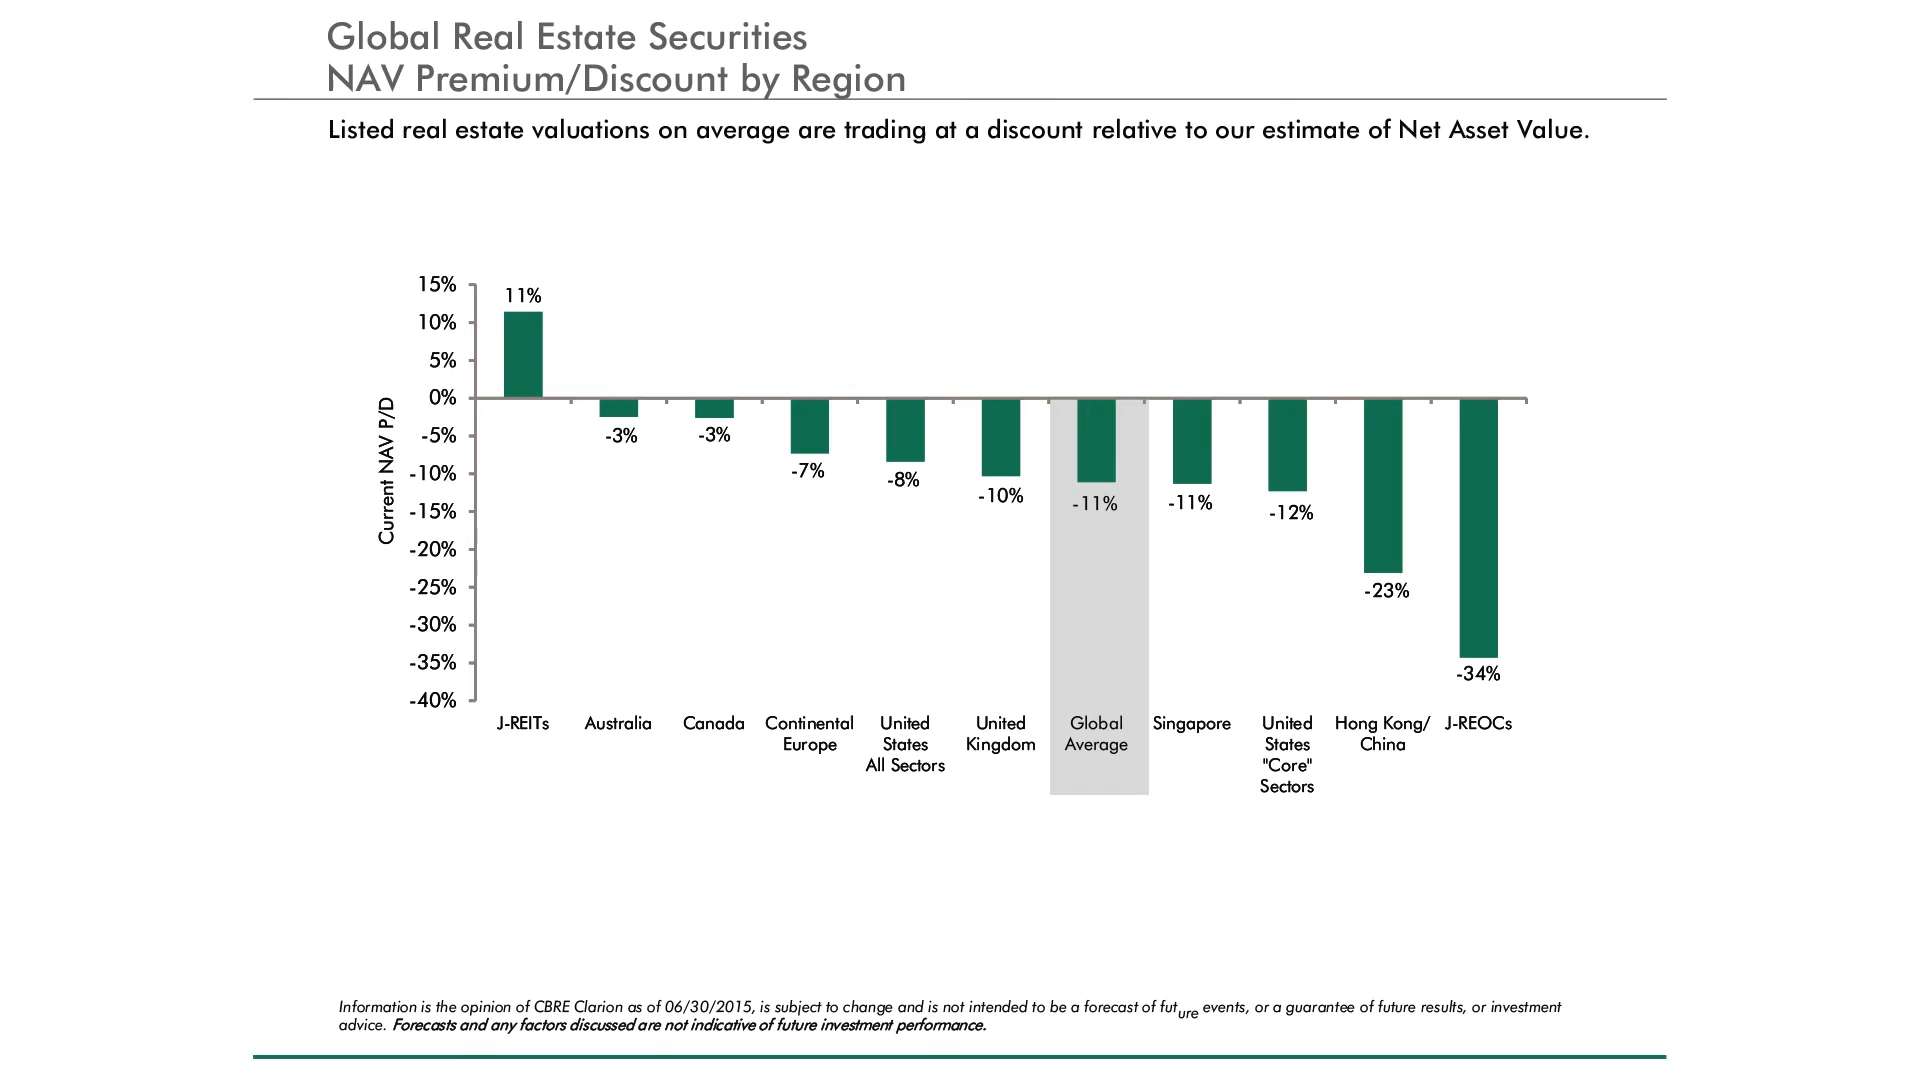 Global Real Estate Securities
NAV Premium/Discount by Region
Listed real estate valuations on average are trading at a discount relative to our estimate of Net Asset Value.
15%
10%
5%
0%
-5%
-10%
-15%
-20%
-25%
-30%
-35%
-40%
Current NAV P/D
11%
-3%
-3%
-7%
-8%
-10%
-11%
-11%
-12%
-23%
-34%
J-REITs
Australia
Canada
Continental
Europe
United
States
All Sectors
United
Kingdom
Global
Average
Singapore
United
States
"Core"
Sectors
Hong Kong/
China
J-REOCs
Information is the opinion of CBRE Clarion as of 06/30/2015, is subject to change and is not intended to be a forecast of future events, or a guarantee of future results, or investment
advice. Forecasts and any factors discussed are not indicative of future investment performance.